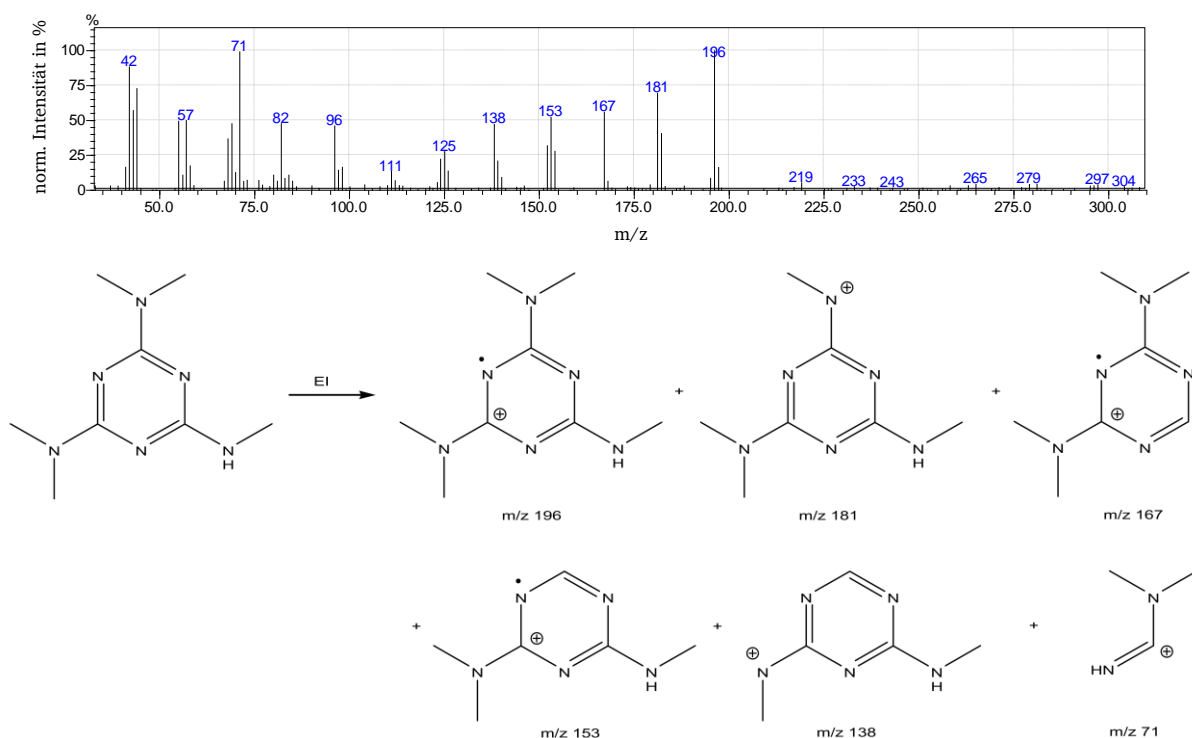 %
norm. Intensität in %
100
75
50
25
0
42
57
71
82
96
111
125
138
153
167
181
196
219
233
243
265
279
297
304
50.0 75.0 100.0 125.0 150.0 175.0 200.0 225.0 250.0 275.0 300.0
m/z
N N N
N N N N N N N
EI
⊕ + ⊕ + ⊕
N N N N N N N
N N N N N N N N
H H H
m/z 196 m/z 181 m/z 167
N N N N N
+ ⊕ + ⊕ + ⊕
N N N N N N HN
H H
m/z 153 m/z 138 m/z 71